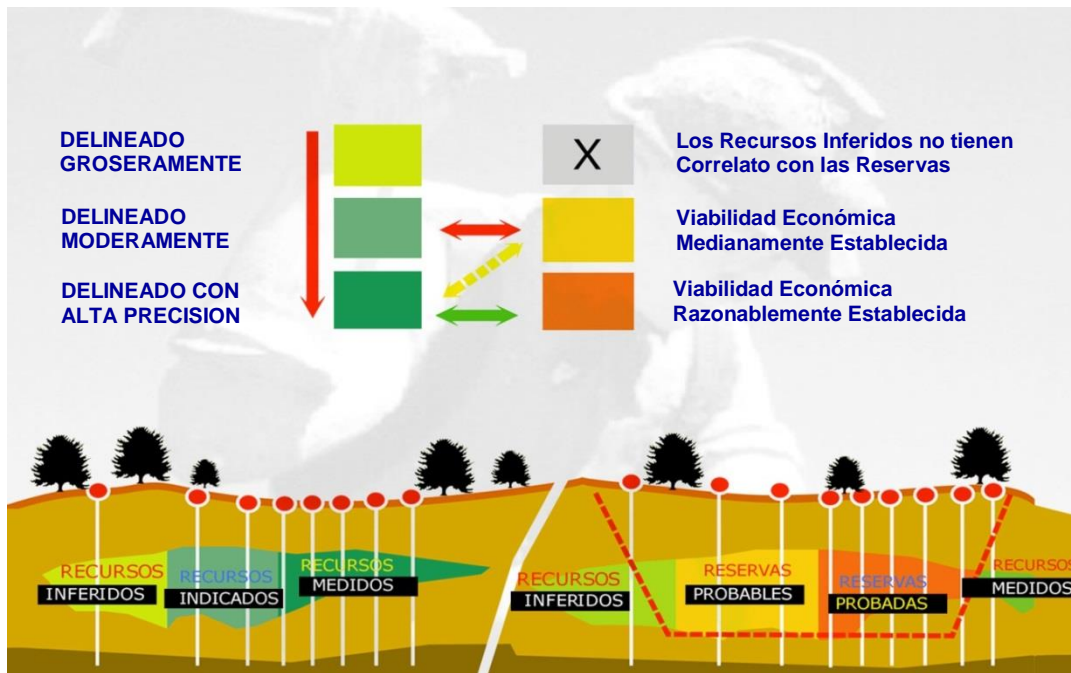 DELINEADO
GROSERAMENTE
X
Los Recursos Inferidos no tienen
Correlato con las Reservas
DELINEADO
MODERAMENTE
Viabilidad Económica
Medianamente Establecida
DELINEADO CON
ALTA PRECISION
Viabilidad Económica
Razonablemente Establecida
RECURSOS
INFERIDOS
RECURSOS
INDICADOS
RECURSOS
MEDIDOS
RECURSOS
INFERIDOS
RESERVAS
PROBABLES
RESERVAS
PROBADAS
RECURSOS
MEDIDOS